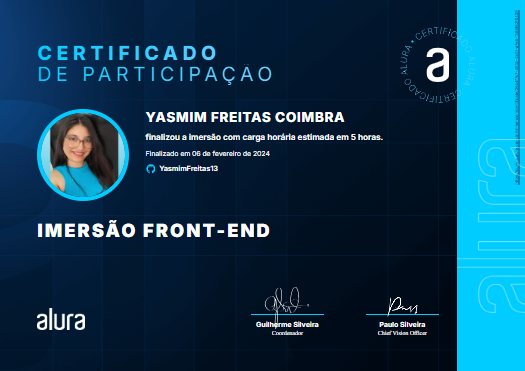 CERTIFICADO
DE PARTICIPAÇÃO
• CERTIFICADO ALURA • CERTIFICADO ALURA
a
YASMIM FREITAS COIMBRA
finalizou a imersão com carga horária estimada em 5 horas.
Finalizado em 06 de fevereiro de 2024
YasmimFreitas13
IMERSÃO FRONT-END
alura
Guilherme Silveira
Coordenador
Paulo Silveira
Chief Vision Officer
alura